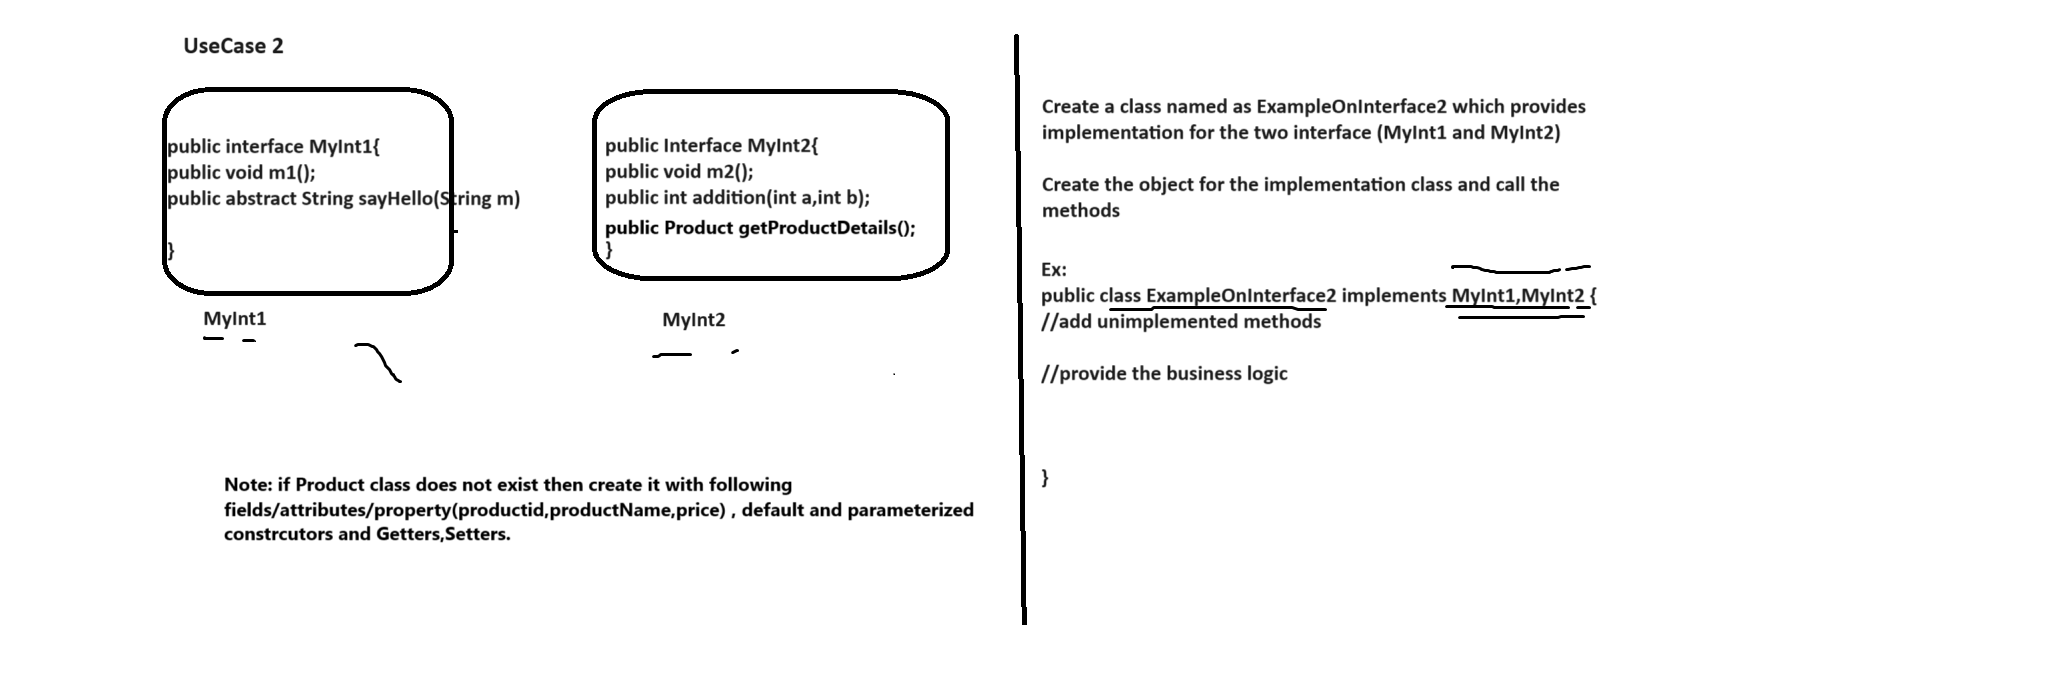 UseCase 2
public interface MyInt1{
public void m1();
public abstract String sayHello(String m)
}
MyInt1
public Interface MyInt2{
public void m2();
public int addition(int a,int b);
public Product getProductDetails();
}
MyInt2
Note: if Product class does not exist then create it with following
fields/attributes/property(productid,productName,price) , default and parameterized
constrcutors and Getters,Setters.
Create a class named as ExampleOnInterface2 which provides
implementation for the two interface (MyInt1 and MyInt2)
Create the object for the implementation class and call the
methods
Ex:
public class ExampleOnInterface2 implements MyInt1,MyInt2 {
//add unimplemented methods
//provide the business logic
}